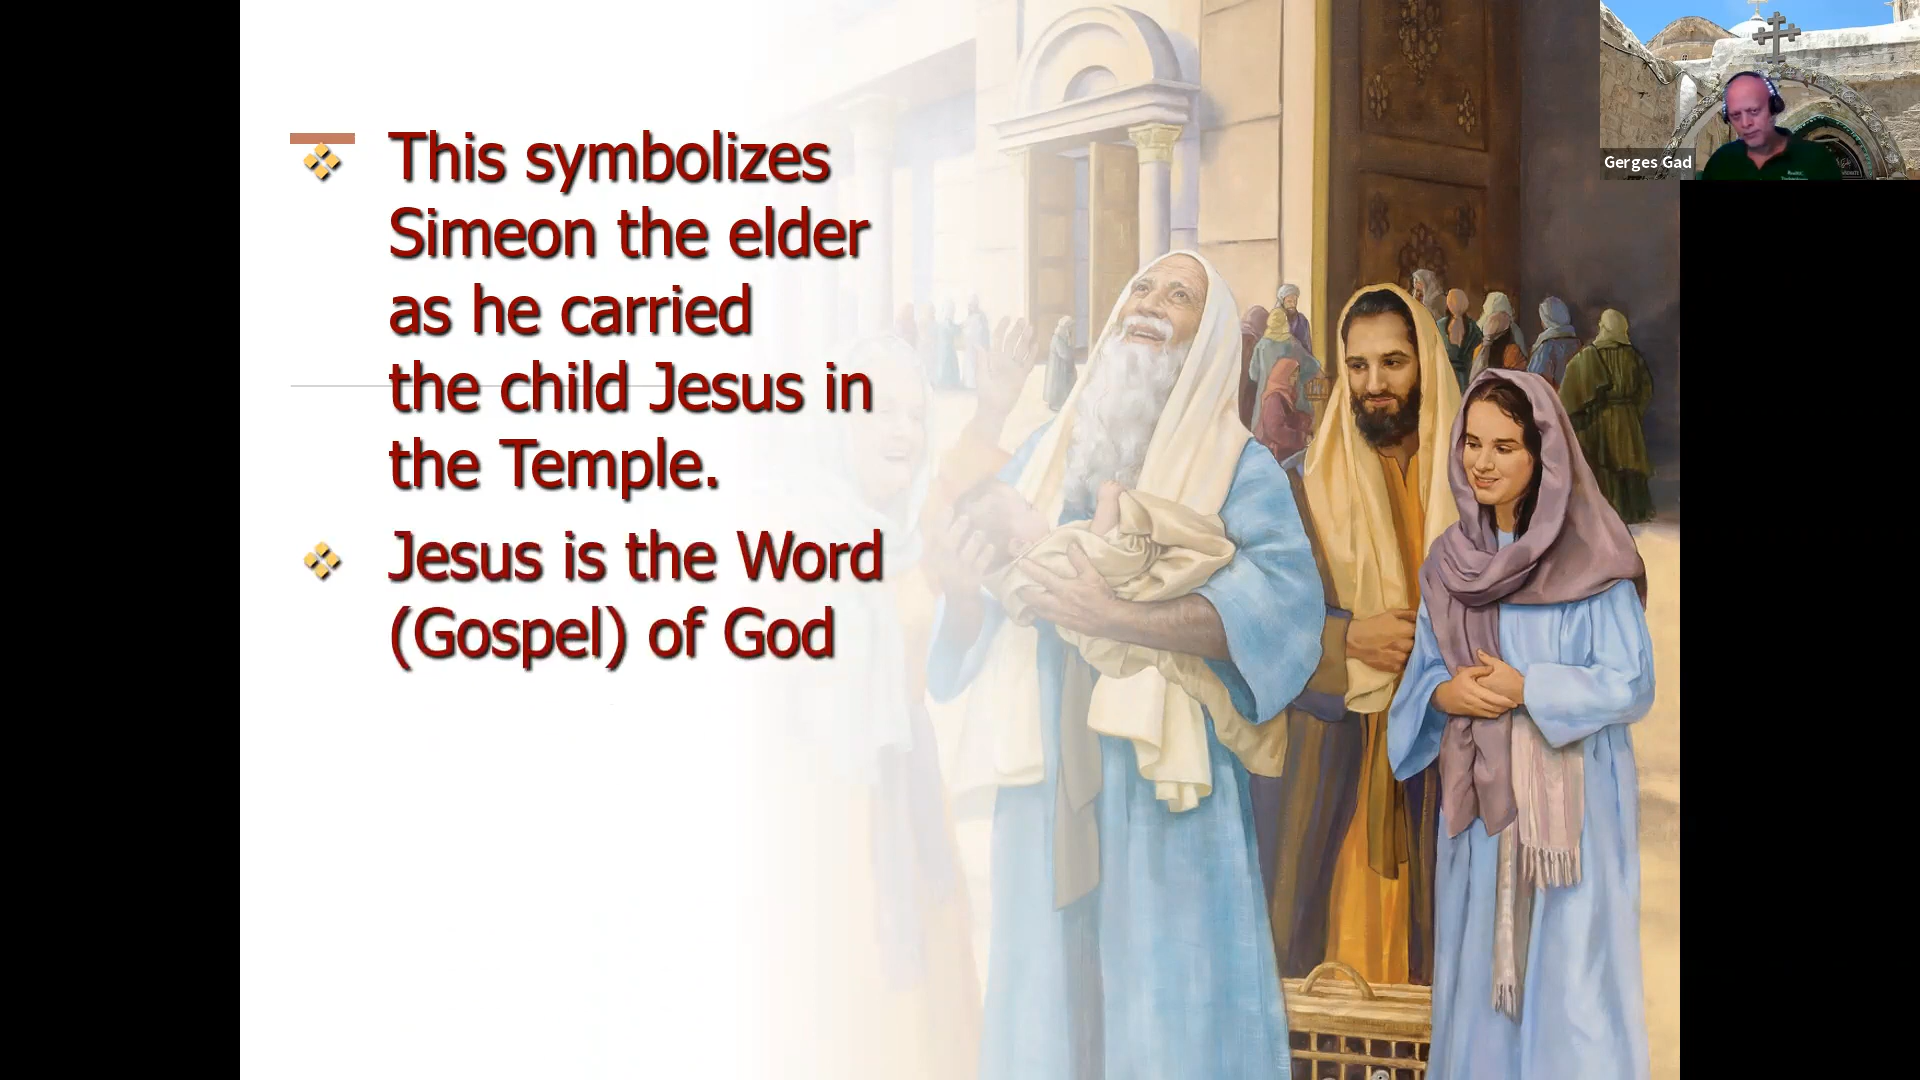 This symbolizes
Simeon the elder
as he carried
the child Jesus in
the Temple.
Jesus is the Word
(Gospel) of God
Gerges Gad